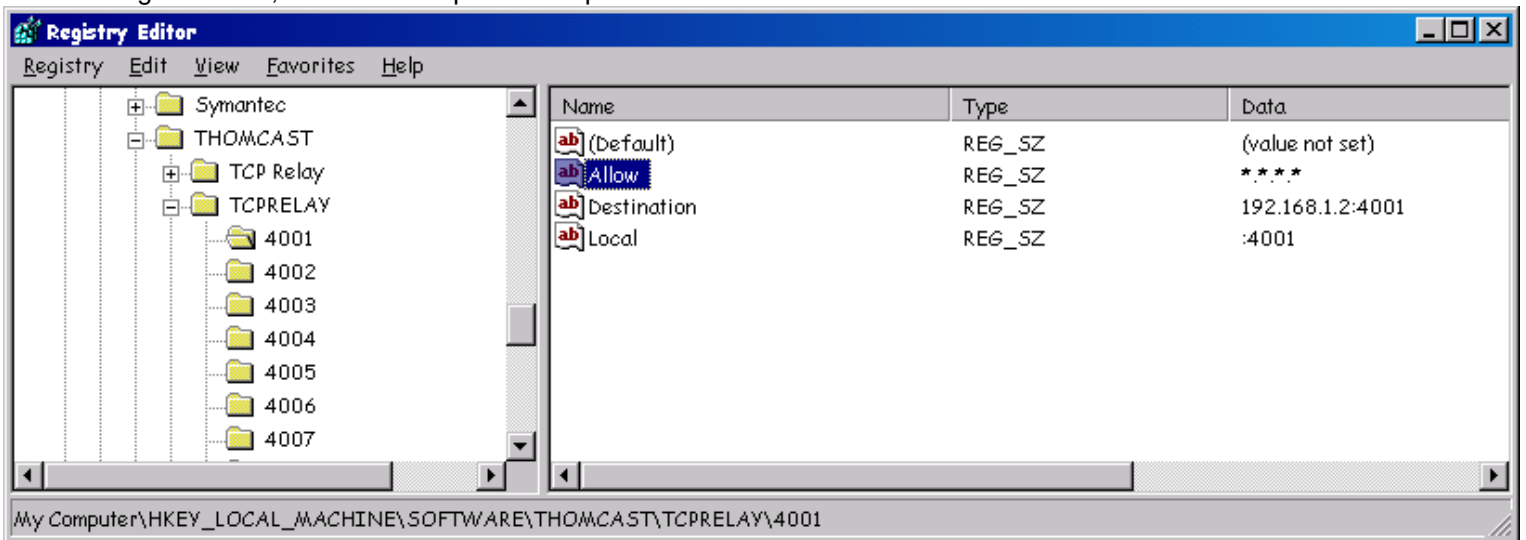 Registry Editor
Registry Edit View Favorites Help
Symantec
THOMCAST
TCP Relay
TCPRELAY
4001
4002
4003
4004
4005
4006
4007
Name Type Data
(Default) REG_SZ (value not set)
Allow REG_SZ *.*.*.*
Destination REG_SZ 192.168.1.2:4001
Local REG_SZ :4001
My Computer\HKEY_LOCAL_MACHINE\SOFTWARE\THOMCAST\TCPRELAY\4001